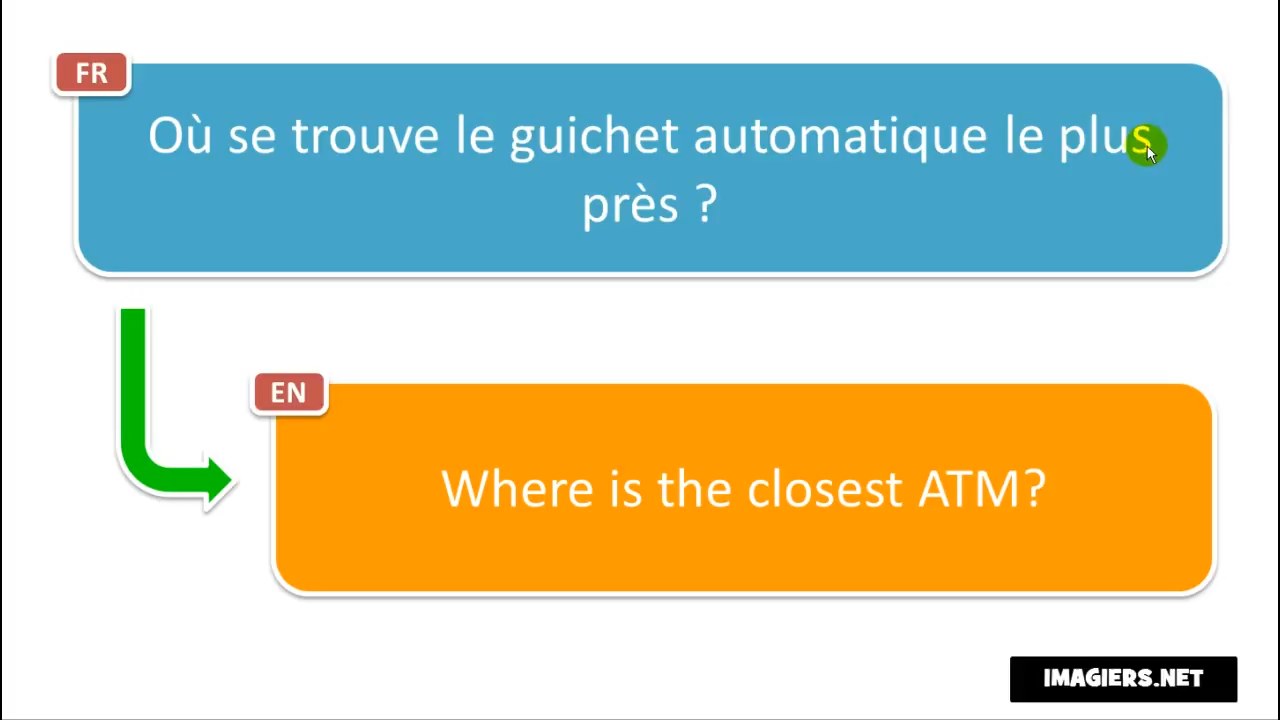 FR
Où se trouve le guichet automatique le plus
près ?
EN
Where is the closest ATM?
IMAGIERS.NET